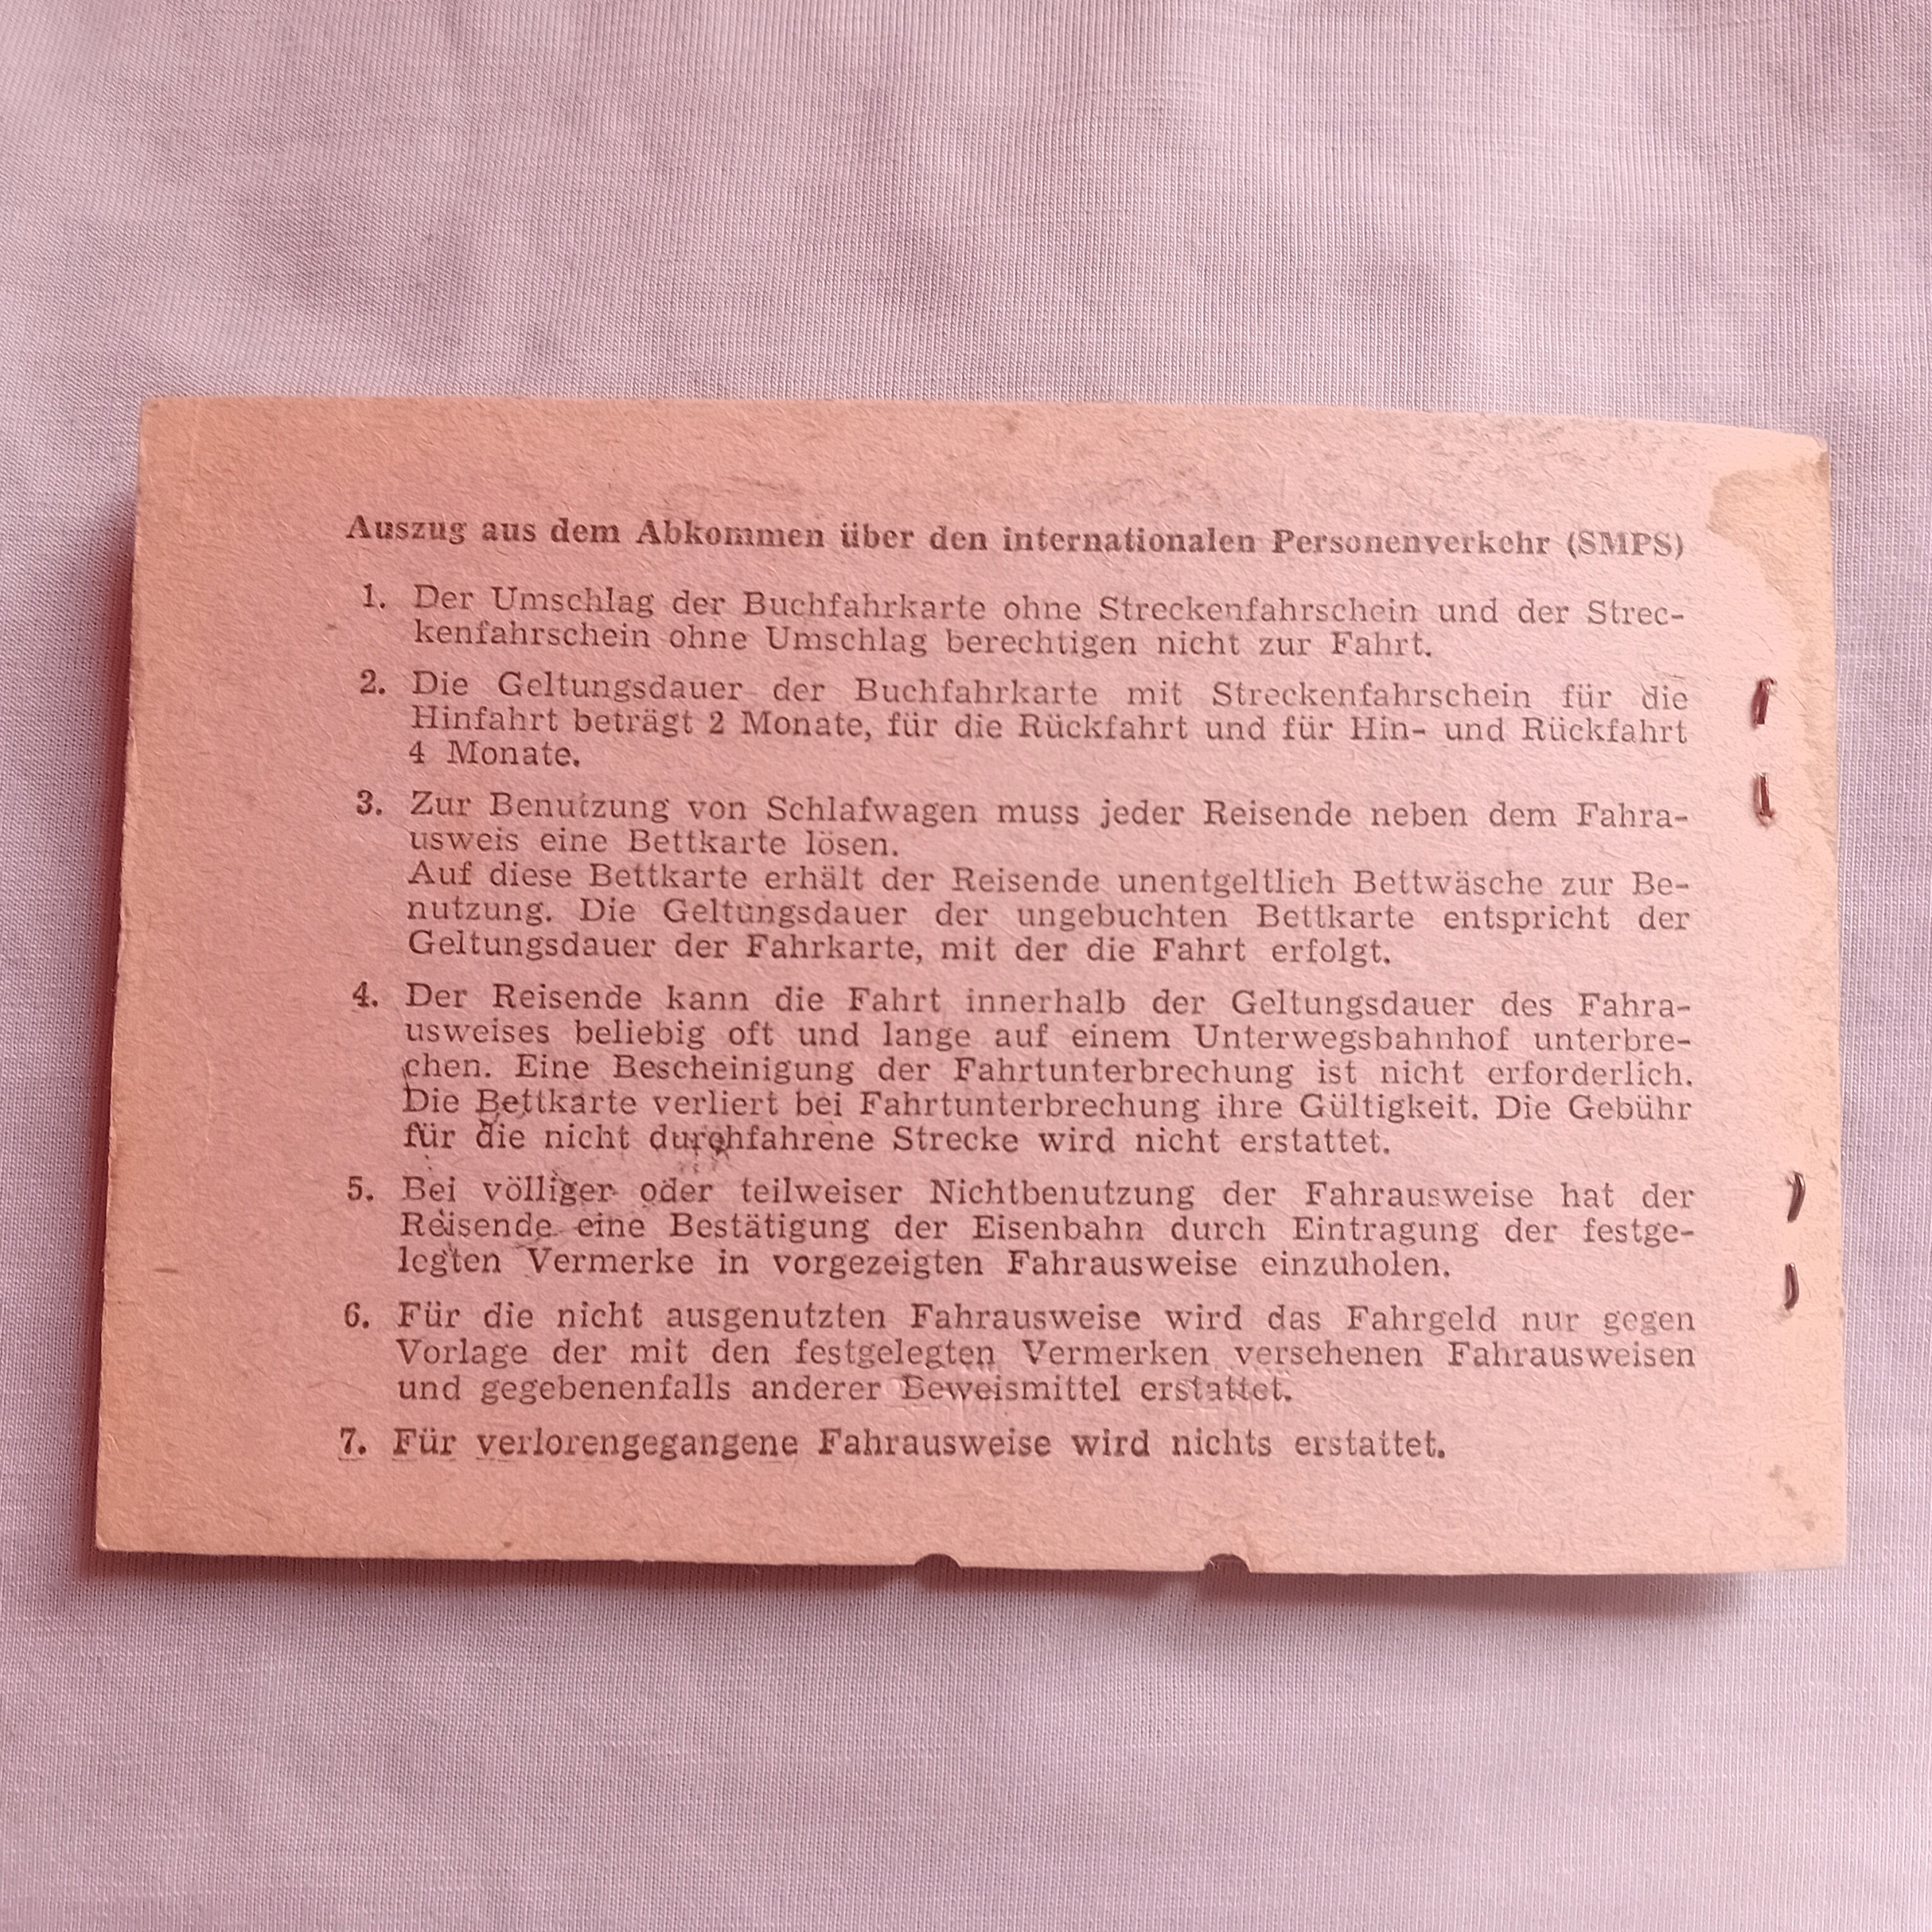 Auszug aus dem Abkommen über den internationalen Personenverkehr (SMPS)
1. Der Umschlag der Buchfahrkarte ohne Streckenfahrschein und der Strec-
kenfahrschein ohne Umschlag berechtigen nicht zur Fahrt.
2. Die Geltungsdauer der Buchfahrkarte mit Streckenfahrschein für die
Hinfahrt beträgt 2 Monate, für die Rückfahrt und für Hin- und Rückfahrt
4 Monate.
3. Zur Benutzung von Schlafwagen muss jeder Reisende neben dem Fahra-
usweis eine Bettkarte lösen.
Auf diese Bettkarte erhält der Reisende unentgeltlich Bettwäsche zur Be-
nutzung. Die Geltungsdauer der ungebuchten Bettkarte entspricht der
Geltungsdauer der Fahrkarte, mit der die Fahrt erfolgt.
4. Der Reisende kann die Fahrt innerhalb der Geltungsdauer des Fahra-
usweises beliebig oft und lange auf einem Unterwegsbahnhof unterbre-
chen. Eine Bescheinigung der Fahrtunterbrechung ist nicht erforderlich.
Die Bettkarte verliert bei Fahrtunterbrechung ihre Gültigkeit. Die Gebühr
für die nicht durchfahrene Strecke wird nicht erstattet.
5. Bei völliger oder teilweiser Nichtbenutzung der Fahrausweise hat der
Reisende eine Bestätigung der Eisenbahn durch Eintragung der festge-
legten Vermerke in vorgezeigten Fahrausweise einzuholen.
6. Für die nicht ausgenutzten Fahrausweise wird das Fahrgeld nur gegen
Vorlage der mit den festgelegten Vermerken versehenen Fahrausweisen
und gegebenenfalls anderer Beweismittel erstattet.
7. Für verlorengegangene Fahrausweise wird nichts erstattet.